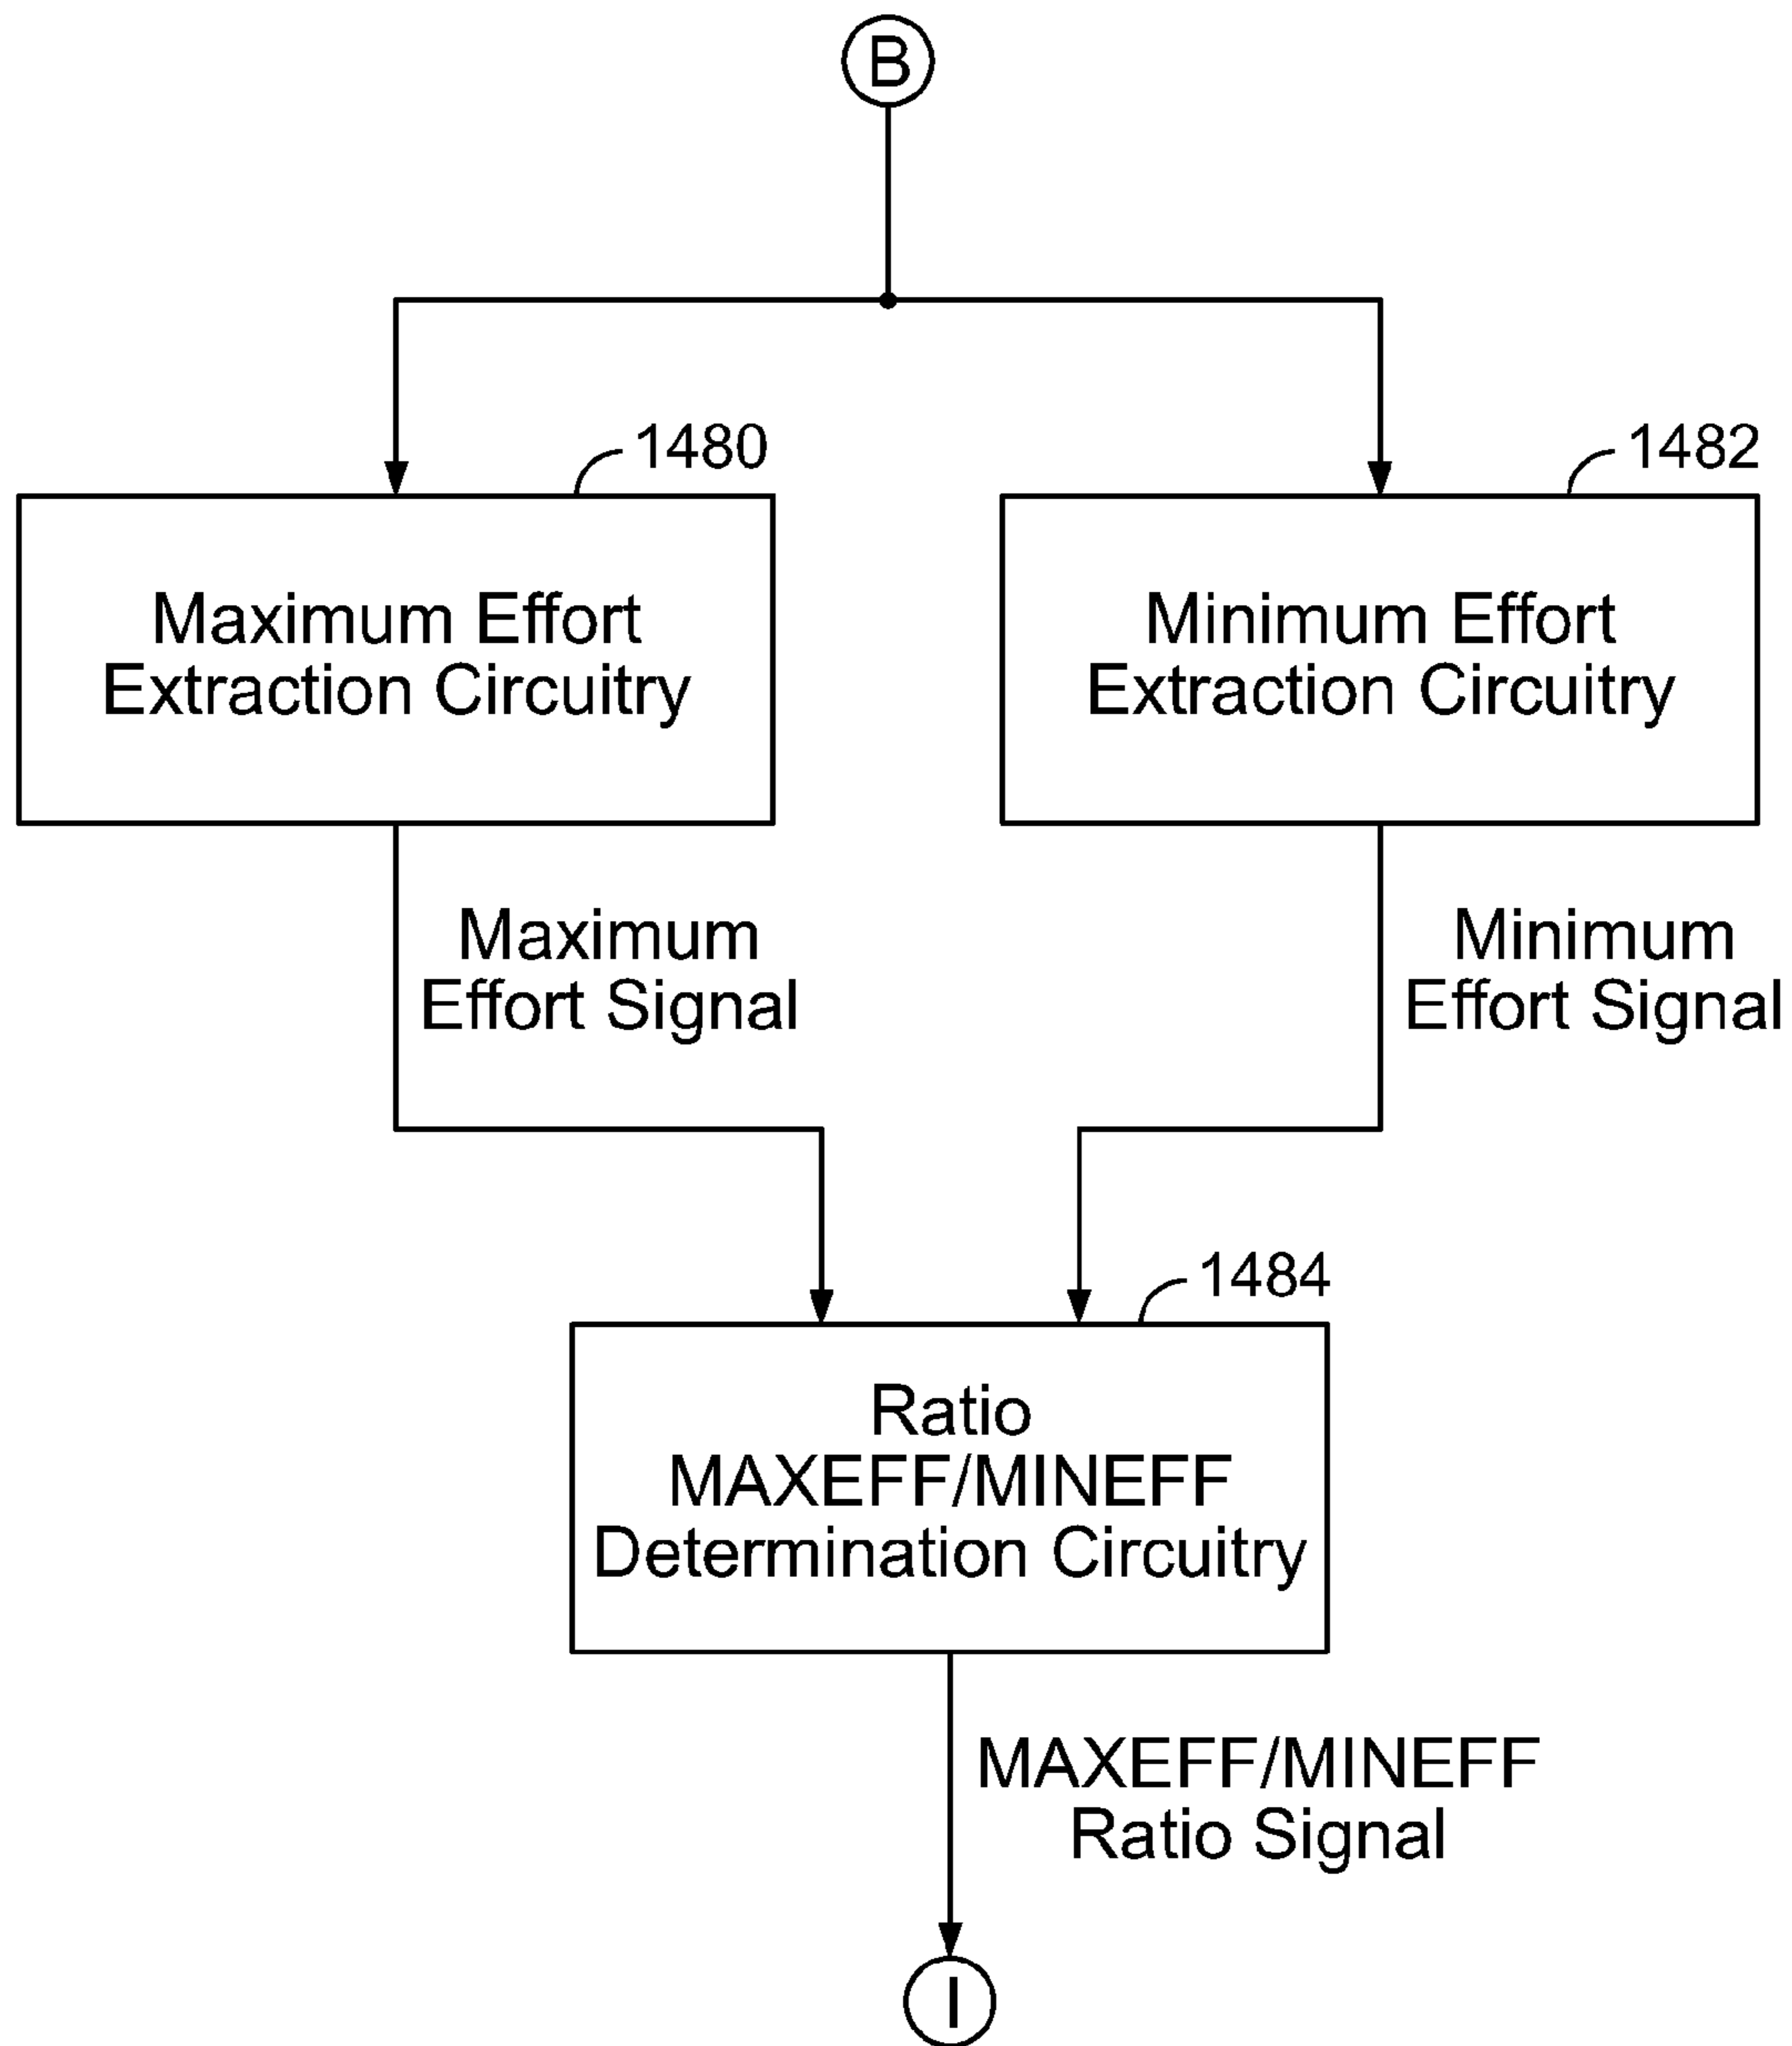 B
1480
1482
Maximum Effort
Extraction Circuitry
Minimum Effort
Extraction Circuitry
Maximum
Effort Signal
Minimum
Effort Signal
1484
Ratio
MAXEFF/MINEFF
Determination Circuitry
MAXEFF/MINEFF
Ratio Signal
I